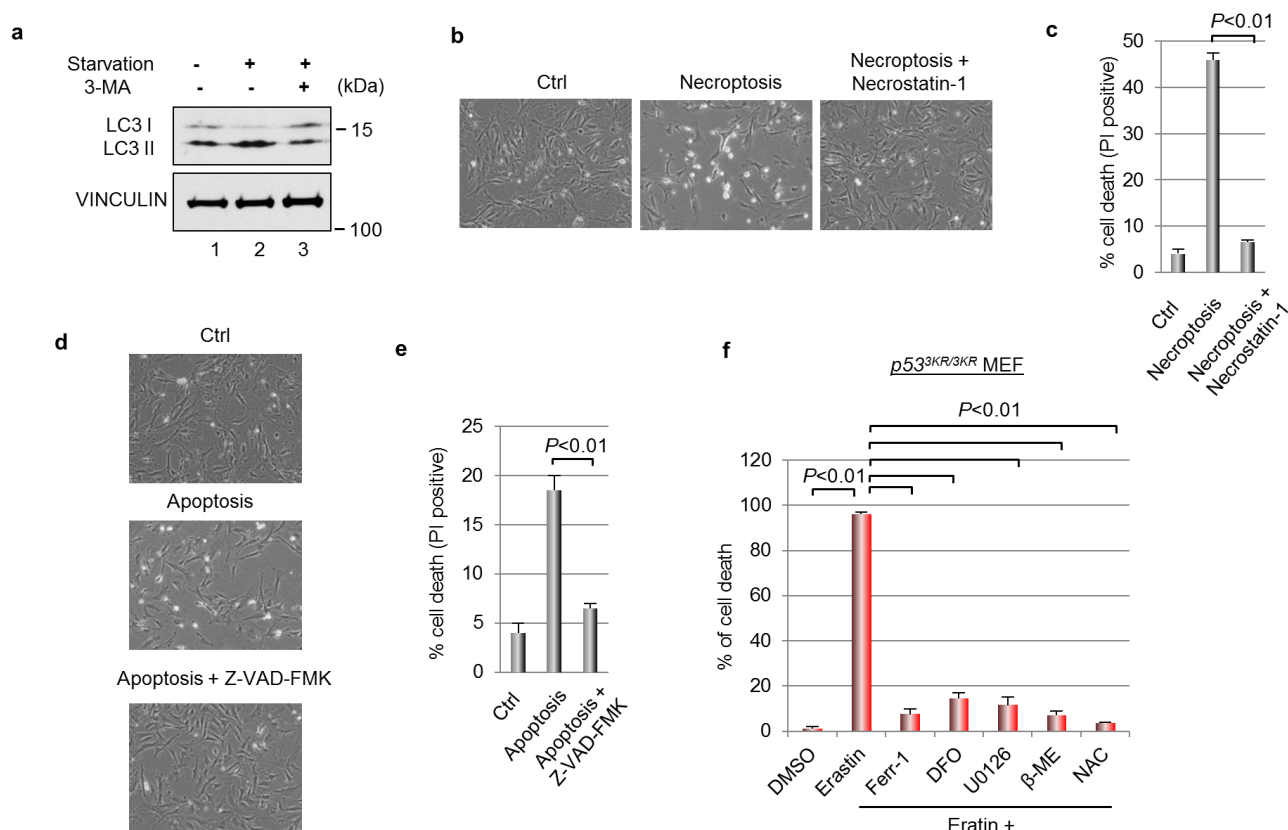 a
Starvation - + +
3-MA - - + (kDa)
LC3 I
LC3 II
15
VINCULIN
100
1 2 3
b
Ctrl
Necroptosis
Necroptosis +
Necrostatin-1
c
P<0.01
% cell death (PI positive)
50
40
30
20
10
0
Ctrl
Necroptosis
Necroptosis +
Necrostatin-1
d
Ctrl
Apoptosis
Apoptosis + Z-VAD-FMK
e
% cell death (PI positive)
25
20
15
10
5
0
P<0.01
Ctrl
Apoptosis
Apoptosis +
Z-VAD-FMK
f
p533KR/3KR MEF
P<0.01
P<0.01
% of cell death
120
100
80
60
40
20
0
DMSO
Erastin
Ferr-1
DFO
U0126
β-ME
NAC
Eratin +